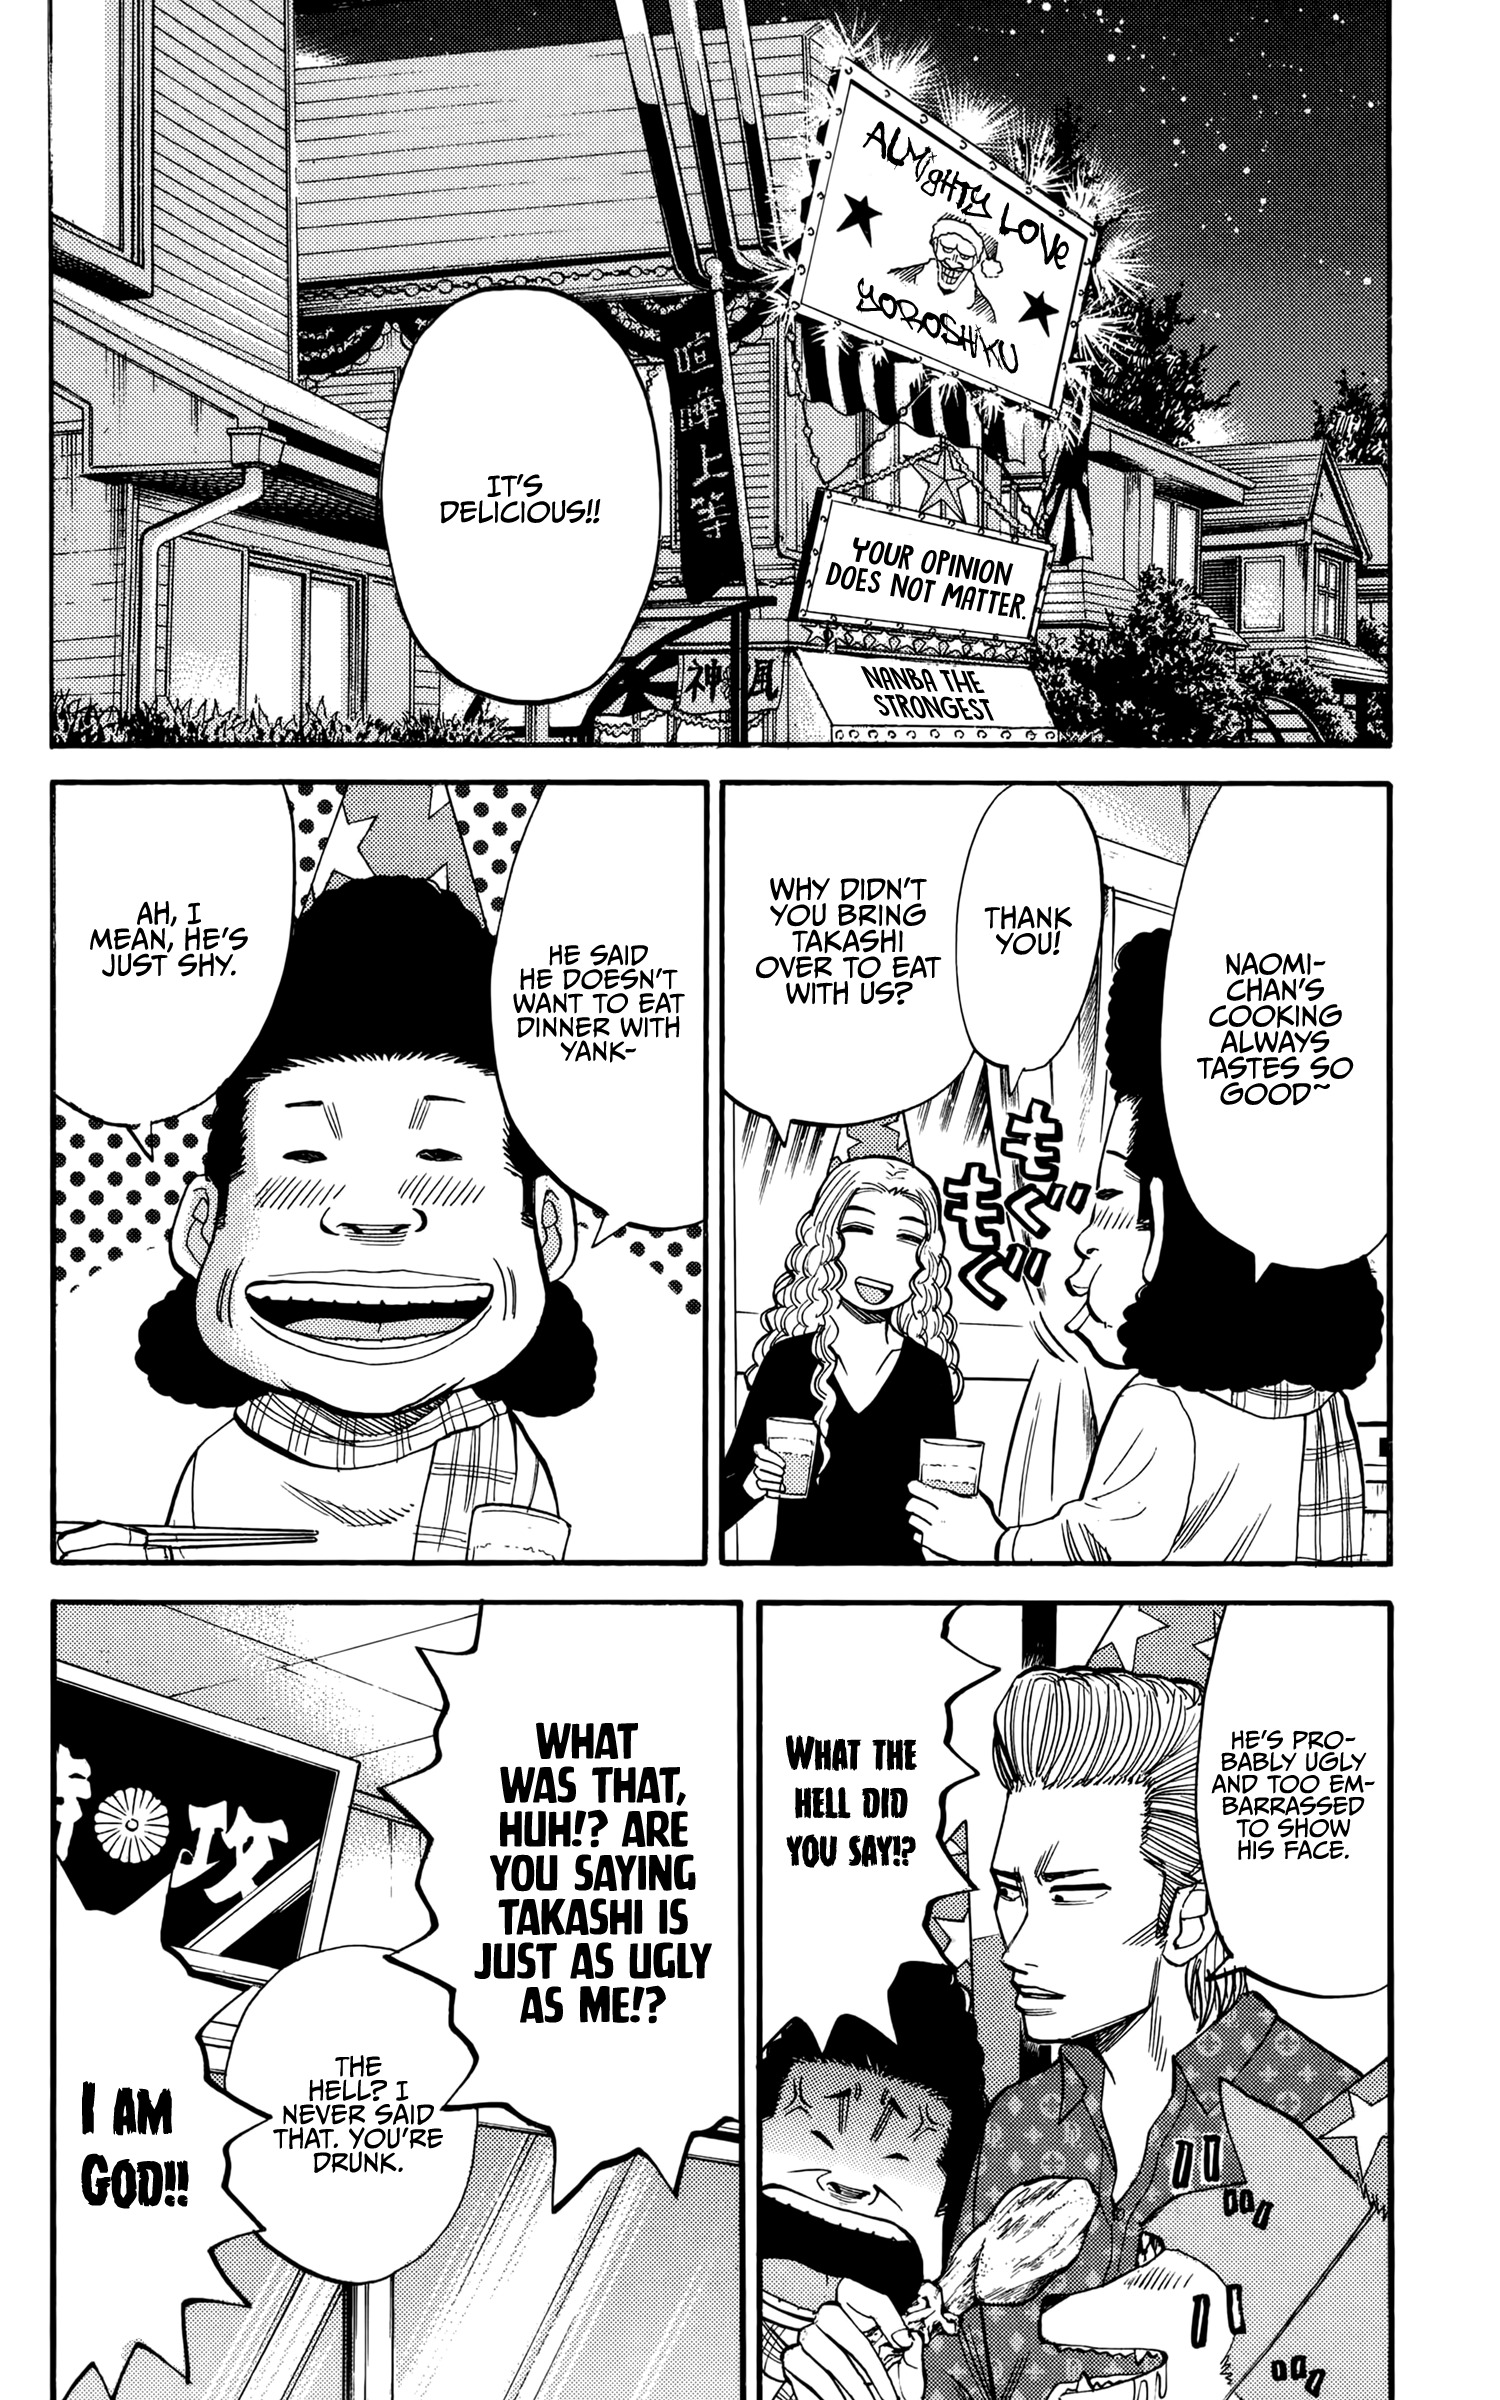 ALMIGHTY LOVE
YOROSHIKU
喧嘩上等
IT'S
DELICIOUS!!
YOUR OPINION
DOES NOT MATTER.
神風
NANBA THE
STRONGEST
NAOMI-
CHAN'S
COOKING
ALWAYS
TASTES SO
GOOD~
THANK
YOU!
WHY DIDN'T
YOU BRING
TAKASHI
OVER TO EAT
WITH US?
もぐ
もぐ
HE SAID
HE DOESN'T
WANT TO EAT
DINNER WITH
YANK-
AH, I
MEAN, HE'S
JUST SHY.
HE'S PRO-
BABLY UGLY
AND TOO EM-
BARRASSED
TO SHOW
HIS FACE.
WHAT THE
HELL DID
YOU SAY!?
WHAT
WAS THAT,
HUH!? ARE
YOU SAYING
TAKASHI IS
JUST AS UGLY
AS ME!?
THE
HELL? I
NEVER SAID
THAT. YOU'RE
DRUNK.
I AM
GOD!!